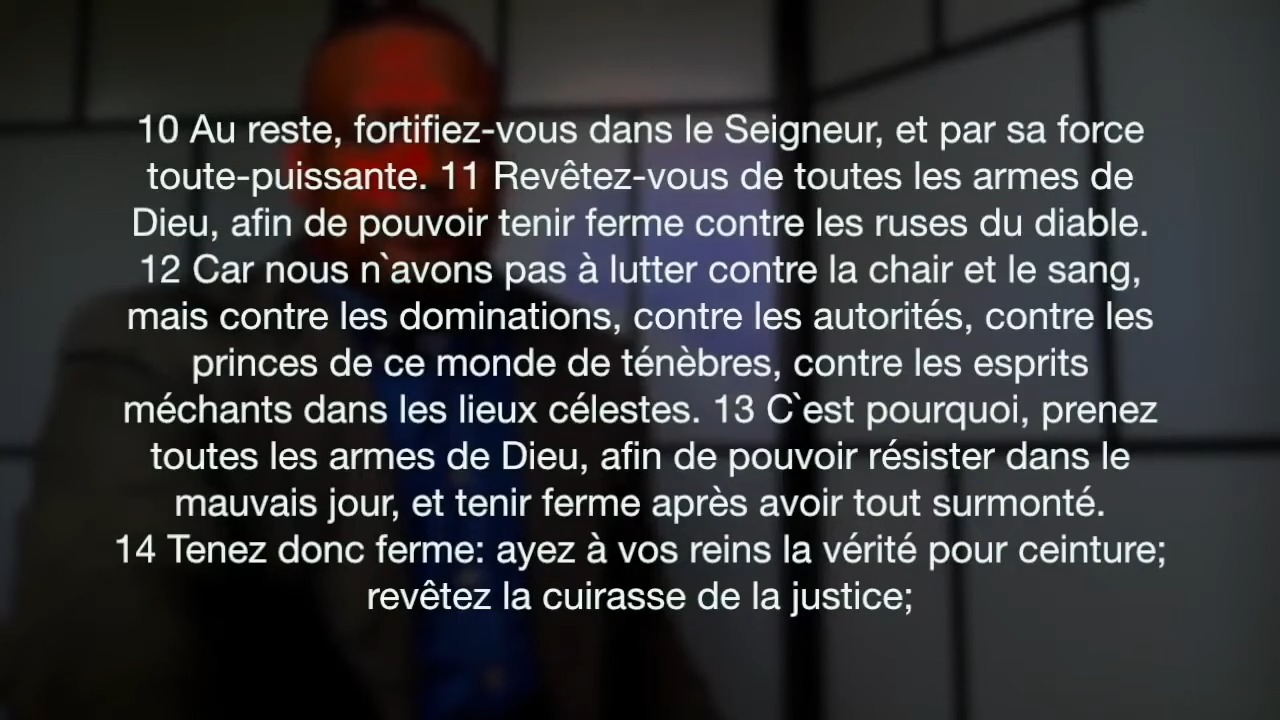 10 Au reste, fortifiez-vous dans le Seigneur, et par sa force
toute-puissante. 11 Revêtez-vous de toutes les armes de
Dieu, afin de pouvoir tenir ferme contre les ruses du diable.
12 Car nous n`avons pas à lutter contre la chair et le sang,
mais contre les dominations, contre les autorités, contre les
princes de ce monde de ténèbres, contre les esprits
méchants dans les lieux célestes. 13 C`est pourquoi, prenez
toutes les armes de Dieu, afin de pouvoir résister dans le
mauvais jour, et tenir ferme après avoir tout surmonté.
14 Tenez donc ferme: ayez à vos reins la vérité pour ceinture;
revêtez la cuirasse de la justice;